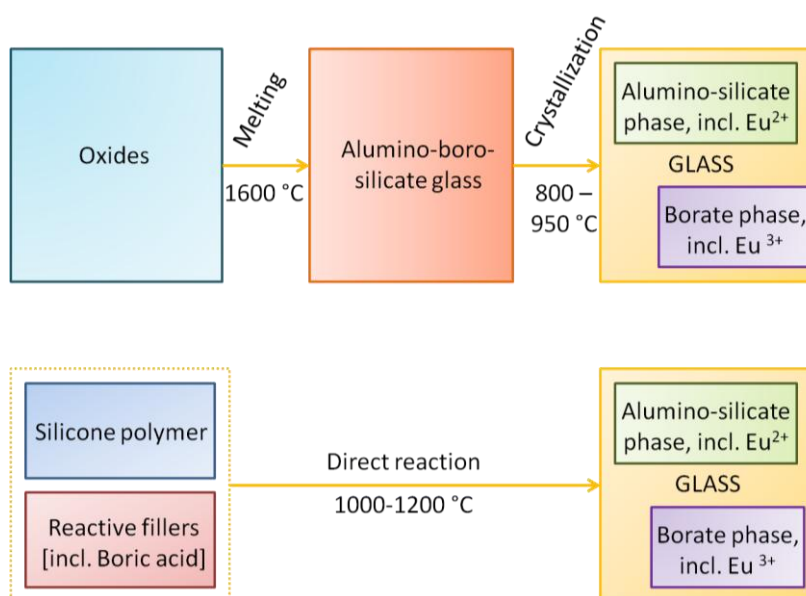 Oxides
Melting
1600 °C
Alumino-boro-
silicate glass
Crystallization
800 –
950 °C
Alumino-silicate
phase, incl. Eu²⁺
GLASS
Borate phase,
incl. Eu ³⁺
Silicone polymer
Reactive fillers
[incl. Boric acid]
Direct reaction
1000-1200 °C
Alumino-silicate
phase, incl. Eu²⁺
GLASS
Borate phase,
incl. Eu ³⁺